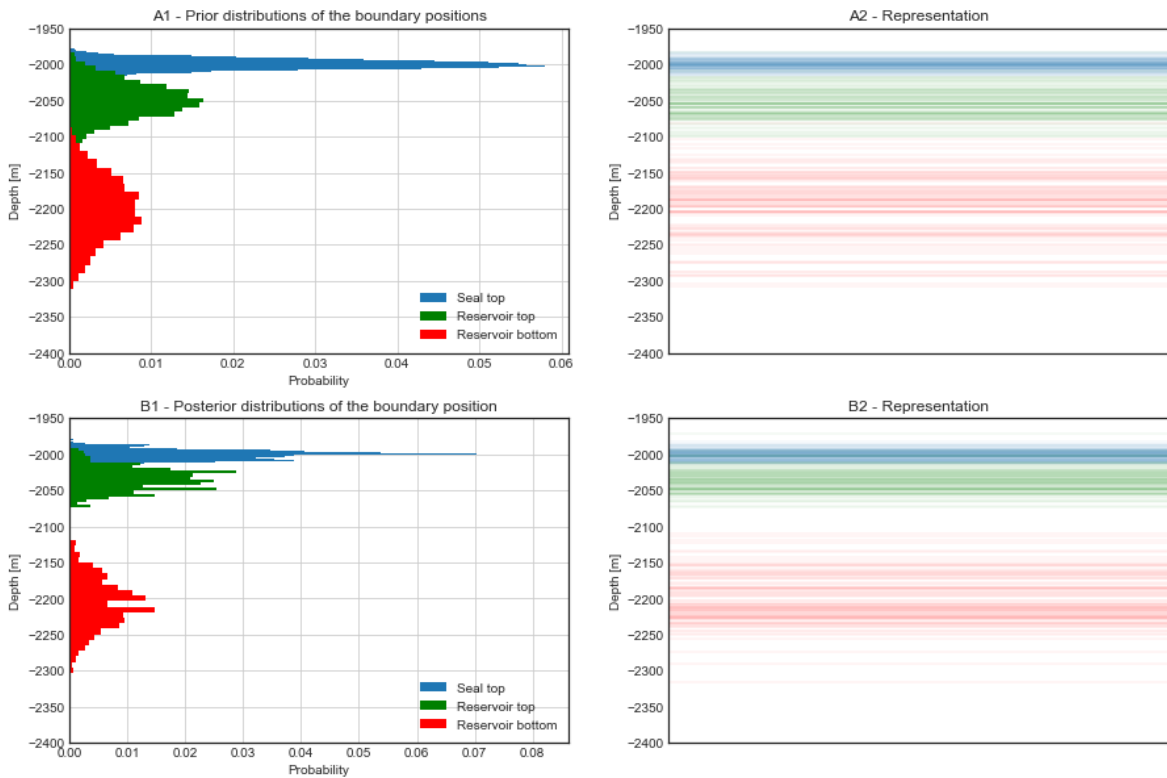 A1 - Prior distributions of the boundary positions
−1950
−2000
−2050
−2100
−2150
−2200
−2250
−2300
−2350
−2400
Depth [m]
Seal top
Reservoir top
Reservoir bottom
0.00 0.01 0.02 0.03 0.04 0.05 0.06
Probability
A2 - Representation
−1950
−2000
−2050
−2100
−2150
−2200
−2250
−2300
−2350
−2400
Depth [m]
B1 - Posterior distributions of the boundary position
−1950
−2000
−2050
−2100
−2150
−2200
−2250
−2300
−2350
−2400
Depth [m]
Seal top
Reservoir top
Reservoir bottom
0.00 0.01 0.02 0.03 0.04 0.05 0.06 0.07 0.08
Probability
B2 - Representation
−1950
−2000
−2050
−2100
−2150
−2200
−2250
−2300
−2350
−2400
Depth [m]